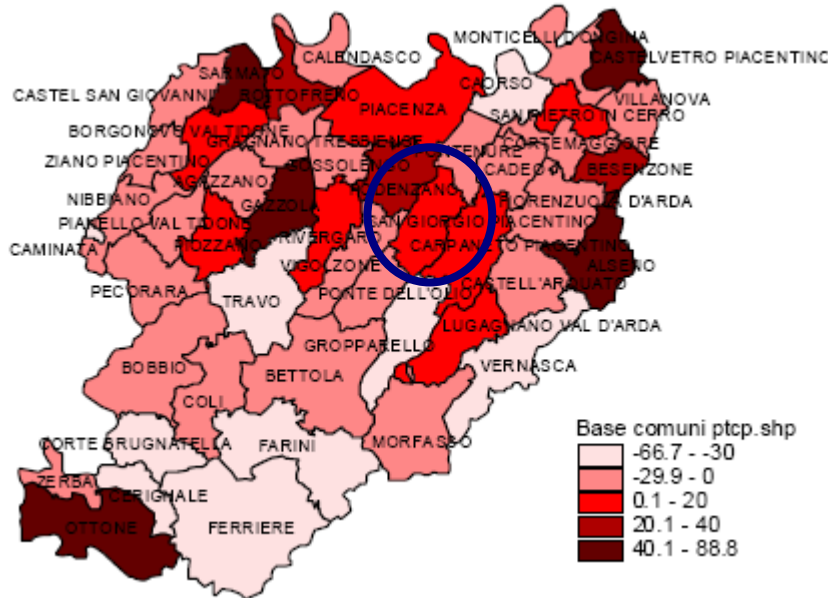 MONTICELLI D'ONGINA
CALENDASCO
CASTELVETRO PIACENTINO
SARMATO
CAORSO
CASTEL SAN GIOVANNI
ROTTOFRENO
VILLANOVA
PIACENZA
SAN PIETRO IN CERRO
BORGONOVO VAL TIDONE
GRAGNANO TREBBIENSE
CORTEMAGGIORE
PONTENURE
ZIANO PIACENTINO
GOSSOLENGO
CADEO
BESENZONE
AGAZZANO
PODENZANO
NIBBIANO
GAZZOLA
FIORENZUOLA D'ARDA
PIANELLO VAL TIDONE
SAN GIORGIO PIACENTINO
CAMINATA
PIOZZANO
RIVERGARO
CARPANETO PIACENTINO
VIGOLZONE
ALSENO
PECORARA
CASTELL'ARQUATO
TRAVO
PONTE DELL'OLIO
LUGAGNANO VAL D'ARDA
GROPPARELLO
BOBBIO
VERNASCA
BETTOLA
COLI
CORTE BRUGNATELLA
FARINI
MORFASSO
ZERBA
CERIGNALE
OTTONE
FERRIERE
Base comuni ptcp.shp
-66.7 - -30
-29.9 - 0
0.1 - 20
20.1 - 40
40.1 - 88.8